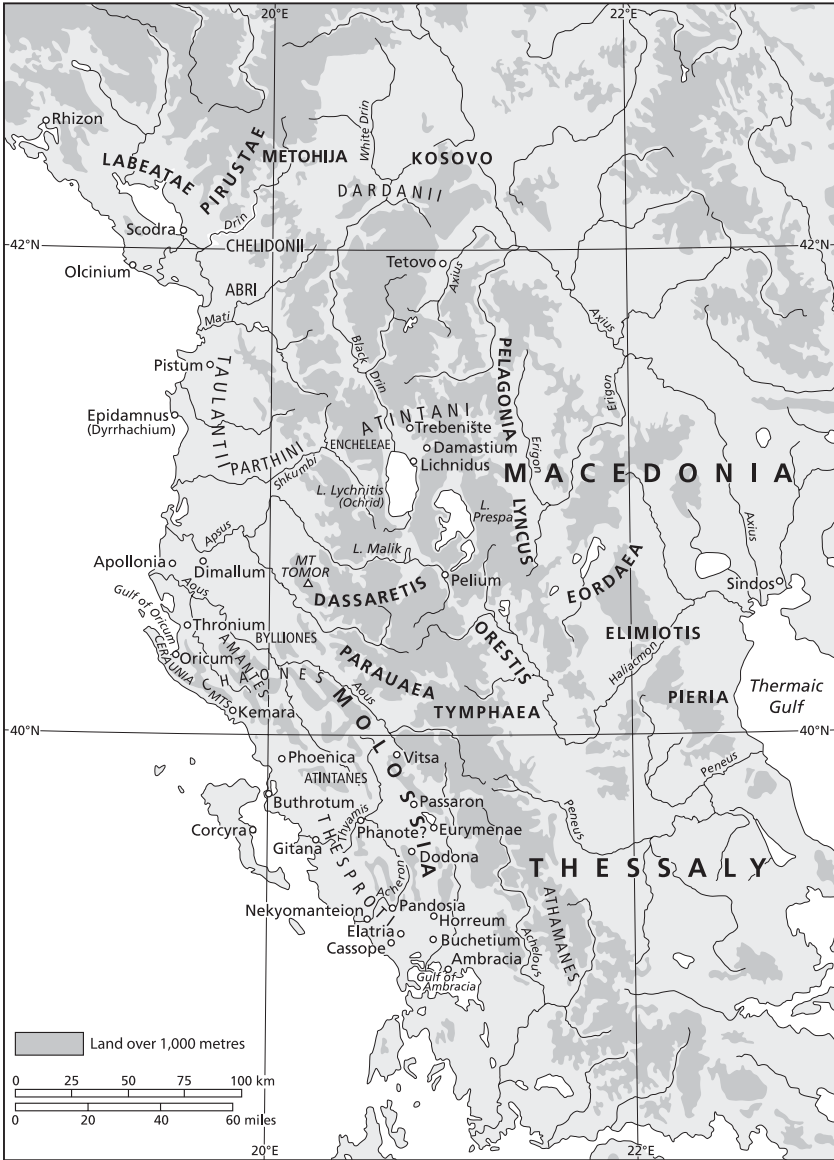 20°E
22°E
Rhizon
White Drin
LABEATAE
PIRUSTAE
METOHIJA
KOSOVO
DARDANII
Drin
Scodra
CHELIDONII
42°N
42°N
Olcinium
Tetovo
Axius
ABRI
Mati
Axius
Black Drin
PELAGONIA
Pistum
TAULANTII
Erigon
Epidamnus
(Dyrrhachium)
ATINTANI
Trebenište
ENCHELEAE
Damastium
Erigon
PARTHINI
Lichnidus
MACEDONIA
Shkumbi
L. Lychnitis
(Ochrid)
L.
Prespa
LYNCUS
Axius
Apsus
L. Malik
Apollonia
Dimallum
MT
TOMOR
Pelium
EORDAEA
Sindos
Aous
DASSARETIS
Gulf of Oricum
Thronium
ORESTIS
ELIMIOTIS
AMANTES
BYLLIONES
Oricum
PARAUAEA
Haliacmon
CERAUNIA MTS
CHAONES
Aous
PIERIA
Thermaic
Gulf
Kemara
MOLOSSIA
TYMPHAEA
40°N
40°N
Phoenica
Vitsa
ATINTANES
Peneus
Buthrotum
Passaron
Peneus
Corcyra
Thyamis
Phanote?
Eurymenae
Gitana
THESPROTI
Dodona
THESSALY
Acheron
Pandosia
ATHAMANES
Nekyomanteion
Horreum
Elatria
Buchetium
Achelous
Cassope
Ambracia
Gulf of
Ambracia
Land over 1,000 metres
0 25 50 75 100 km
0 20 40 60 miles
20°E
22°E